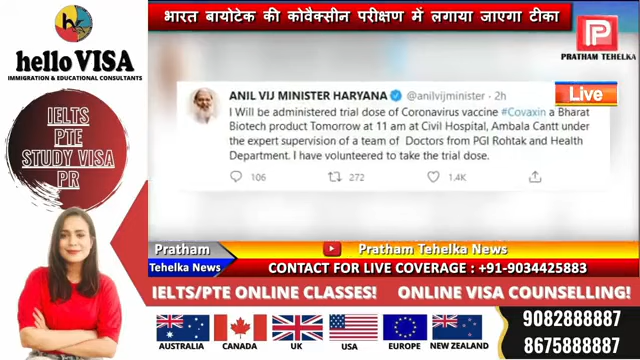 भारत बायोटेक की कोवैक्सीन परीक्षण में लगाया जाएगा टीका
P
PRATHAM TEHELKA
Live
hello VISA
IMMIGRATION & EDUCATIONAL CONSULTANTS
IELTS
PTE
STUDY VISA
PR
ANIL VIJ MINISTER HARYANA @anilvijminister · 2h
I Will be administered trial dose of Coronavirus vaccine #Covaxin a Bharat
Biotech product Tomorrow at 11 am at Civil Hospital, Ambala Cantt under
the expert supervision of a team of Doctors from PGI Rohtak and Health
Department. I have volunteered to take the trial dose.
106 272 1.4K
Pratham
Tehelka News
Pratham Tehelka News
CONTACT FOR LIVE COVERAGE : +91-9034425883
IELTS/PTE ONLINE CLASSES! ONLINE VISA COUNSELLING!
AUSTRALIA CANADA UK USA EUROPE NEW ZEALAND
9082888887
8675888887